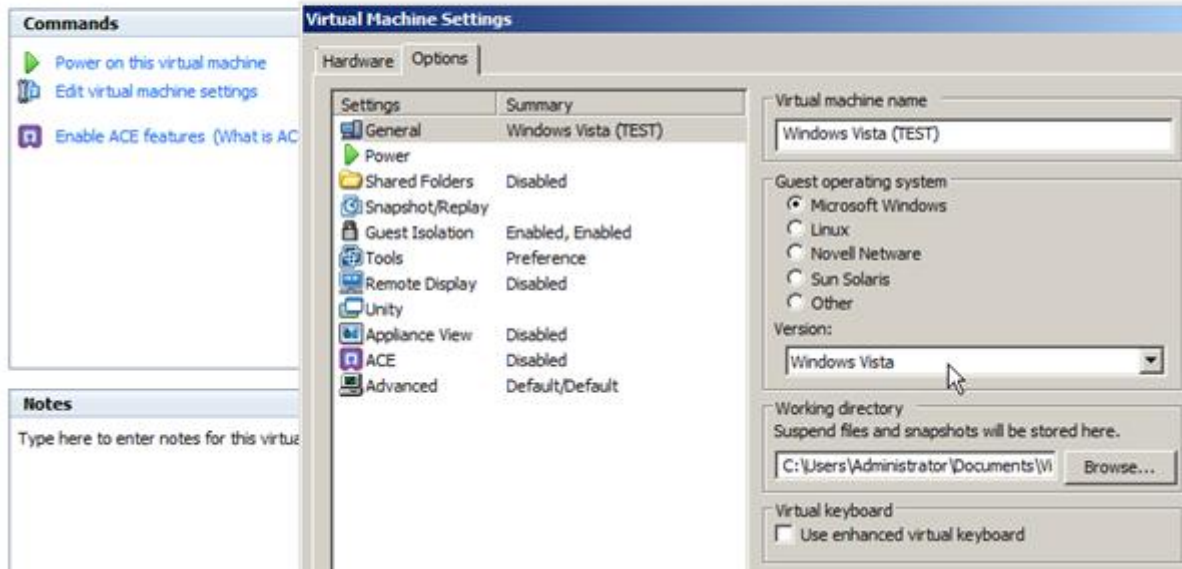 Commands
Power on this virtual machine
Edit virtual machine settings
Enable ACE features (What is AC
Notes
Type here to enter notes for this virtua
Virtual Machine Settings
Hardware Options
Settings Summary
General Windows Vista (TEST)
Power
Shared Folders Disabled
Snapshot/Replay
Guest Isolation Enabled, Enabled
Tools Preference
Remote Display Disabled
Unity
Appliance View Disabled
ACE Disabled
Advanced Default/Default
Virtual machine name
Windows Vista (TEST)
Guest operating system
Microsoft Windows
Linux
Novell Netware
Sun Solaris
Other
Version:
Windows Vista
Working directory
Suspend files and snapshots will be stored here.
C:\Users\Administrator\Documents\Vi Browse...
Virtual keyboard
Use enhanced virtual keyboard